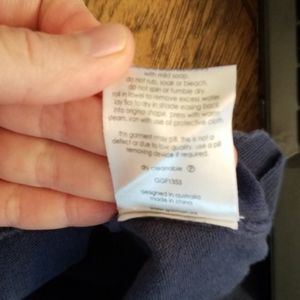 with mild soap.
do not rub, soak or bleach.
do not spin or tumble dry.
roll in towel to remove excess water.
lay flat to dry in shade easing back
into original shape. press with warm
steam iron with use of protective cloth.
this garment may pill. this is not a
defect or due to low quality. use a pill
removing device if required.
dry cleanable Ⓟ
GGF1353
designed in australia
made in china